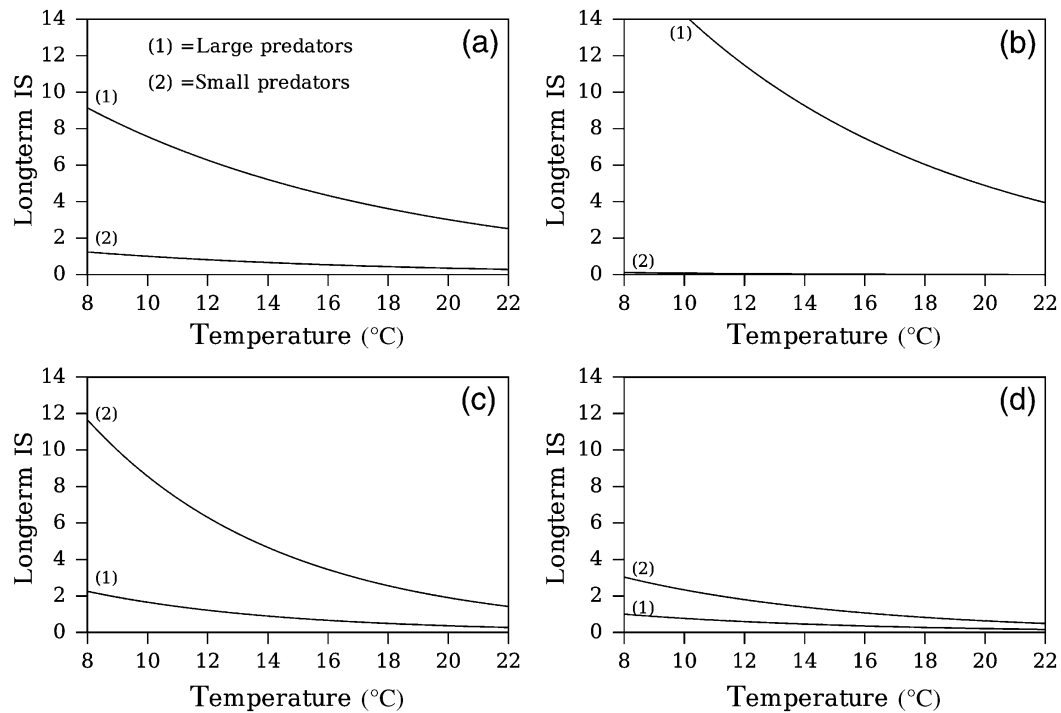 (a)
(1) =Large predators
(2) =Small predators
Longterm IS
14
12
10
8
6
4
2
0
(1)
(2)
8 10 12 14 16 18 20 22
Temperature (°C)
(b)
Longterm IS
14
12
10
8
6
4
2
0
(1)
(2)
8 10 12 14 16 18 20 22
Temperature (°C)
(c)
Longterm IS
14
12
10
8
6
4
2
0
(2)
(1)
8 10 12 14 16 18 20 22
Temperature (°C)
(d)
Longterm IS
14
12
10
8
6
4
2
0
(2)
(1)
8 10 12 14 16 18 20 22
Temperature (°C)